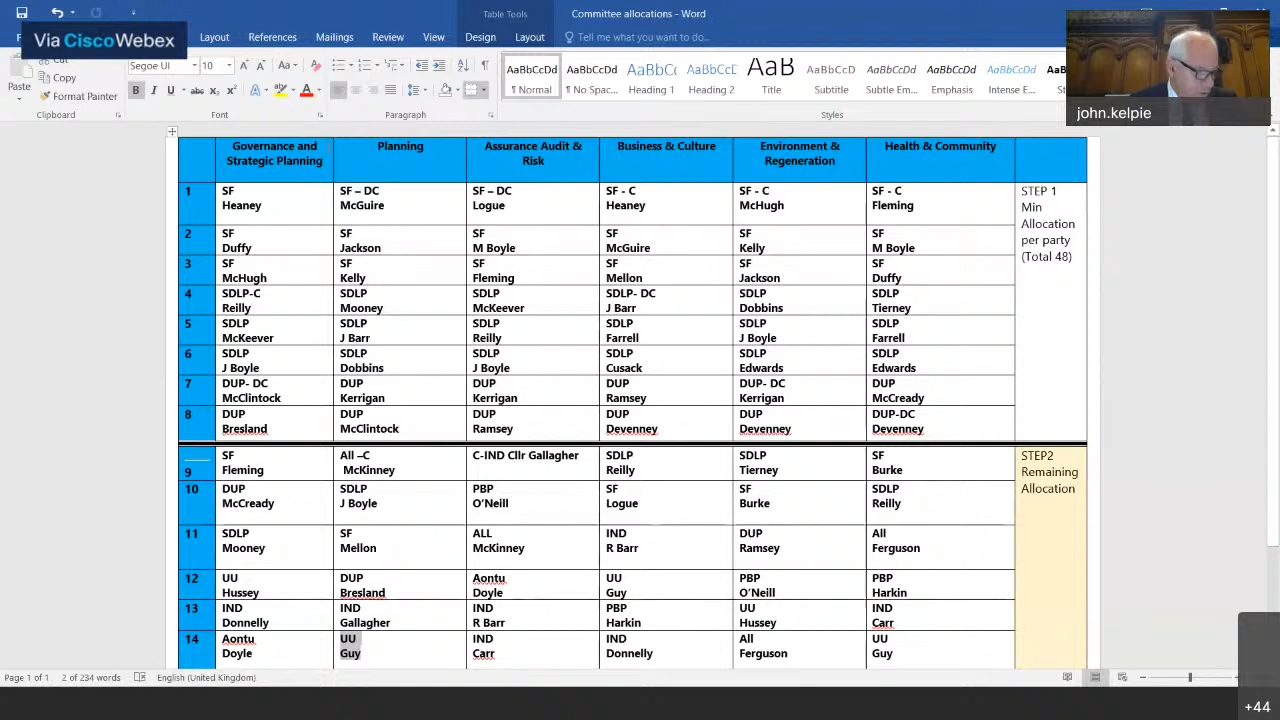 Table Tools
Committee allocations - Word
Via CiscoWebex
Layout References Mailings Review View Design Layout Tell me what you want to do...
Copy
Paste
Format Painter
Segoe UI 10
AaBbCcDd AaBbCcDd AaBbCc AaBbCcC AaB AaBbCcD AaBbCcDd AaBbCcDd AaBbCcDd
¶ Normal ¶ No Spac... Heading 1 Heading 2 Title Subtitle Subtle Em... Emphasis Intense E...
Clipboard Font Paragraph Styles
john.kelpie
Governance and Strategic Planning
Planning
Assurance Audit & Risk
Business & Culture
Environment & Regeneration
Health & Community
1
SF SF – DC SF – DC SF - C SF - C SF - C
Heaney McGuire Logue Heaney McHugh Fleming
STEP 1
Min
Allocation
per party
(Total 48)
2
SF SF SF SF SF SF
Duffy Jackson M Boyle McGuire Kelly M Boyle
3
SF SF SF SF SF SF
McHugh Kelly Fleming Mellon Jackson Duffy
4
SDLP-C SDLP SDLP SDLP- DC SDLP SDLP
Reilly Mooney McKeever J Barr Dobbins Tierney
5
SDLP SDLP SDLP SDLP SDLP SDLP
McKeever J Barr Reilly Farrell J Boyle Farrell
6
SDLP SDLP SDLP SDLP SDLP SDLP
J Boyle Dobbins J Boyle Cusack Edwards Edwards
7
DUP- DC DUP DUP DUP DUP- DC DUP
McClintock Kerrigan Kerrigan Ramsey Kerrigan McCready
8
DUP DUP DUP DUP DUP DUP-DC
Bresland McClintock Ramsey Devenney Devenney Devenney
9
SF All –C C-IND Cllr Gallagher SDLP SDLP SF
Fleming McKinney Reilly Tierney Burke
STEP2
Remaining
Allocation
10
DUP SDLP PBP SF SF SDLP
McCready J Boyle O’Neill Logue Burke Reilly
11
SDLP SF ALL IND DUP All
Mooney Mellon McKinney R Barr Ramsey Ferguson
12
UU DUP Aontu UU PBP PBP
Hussey Bresland Doyle Guy O’Neill Harkin
13
IND IND IND PBP UU IND
Donnelly Gallagher R Barr Harkin Hussey Carr
14
Aontu UU IND IND All UU
Doyle Guy Carr Donnelly Ferguson Guy
Page 1 of 1 2 of 234 words English (United Kingdom)
+44